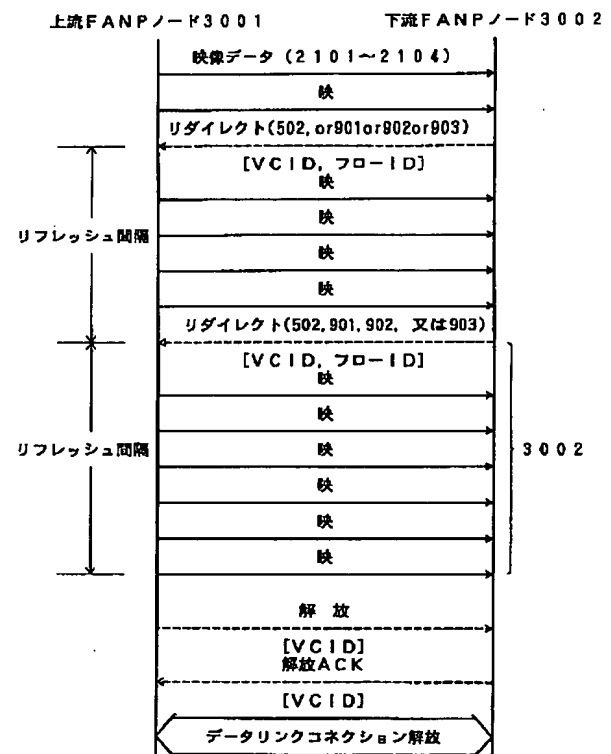 上流FANPノード3001 下流FANPノード3002
映像データ(2101～2104)
映
リダイレクト(502,or901or902or903)
[VCID,フローID]
映
映
リフレッシュ間隔
映
映
リダイレクト(502,901,902, 又は903)
[VCID,フローID]
映
映
リフレッシュ間隔 映 3002
映
映
映
解 放
[VCID]
解放ACK
[VCID]
データリンクコネクション解放